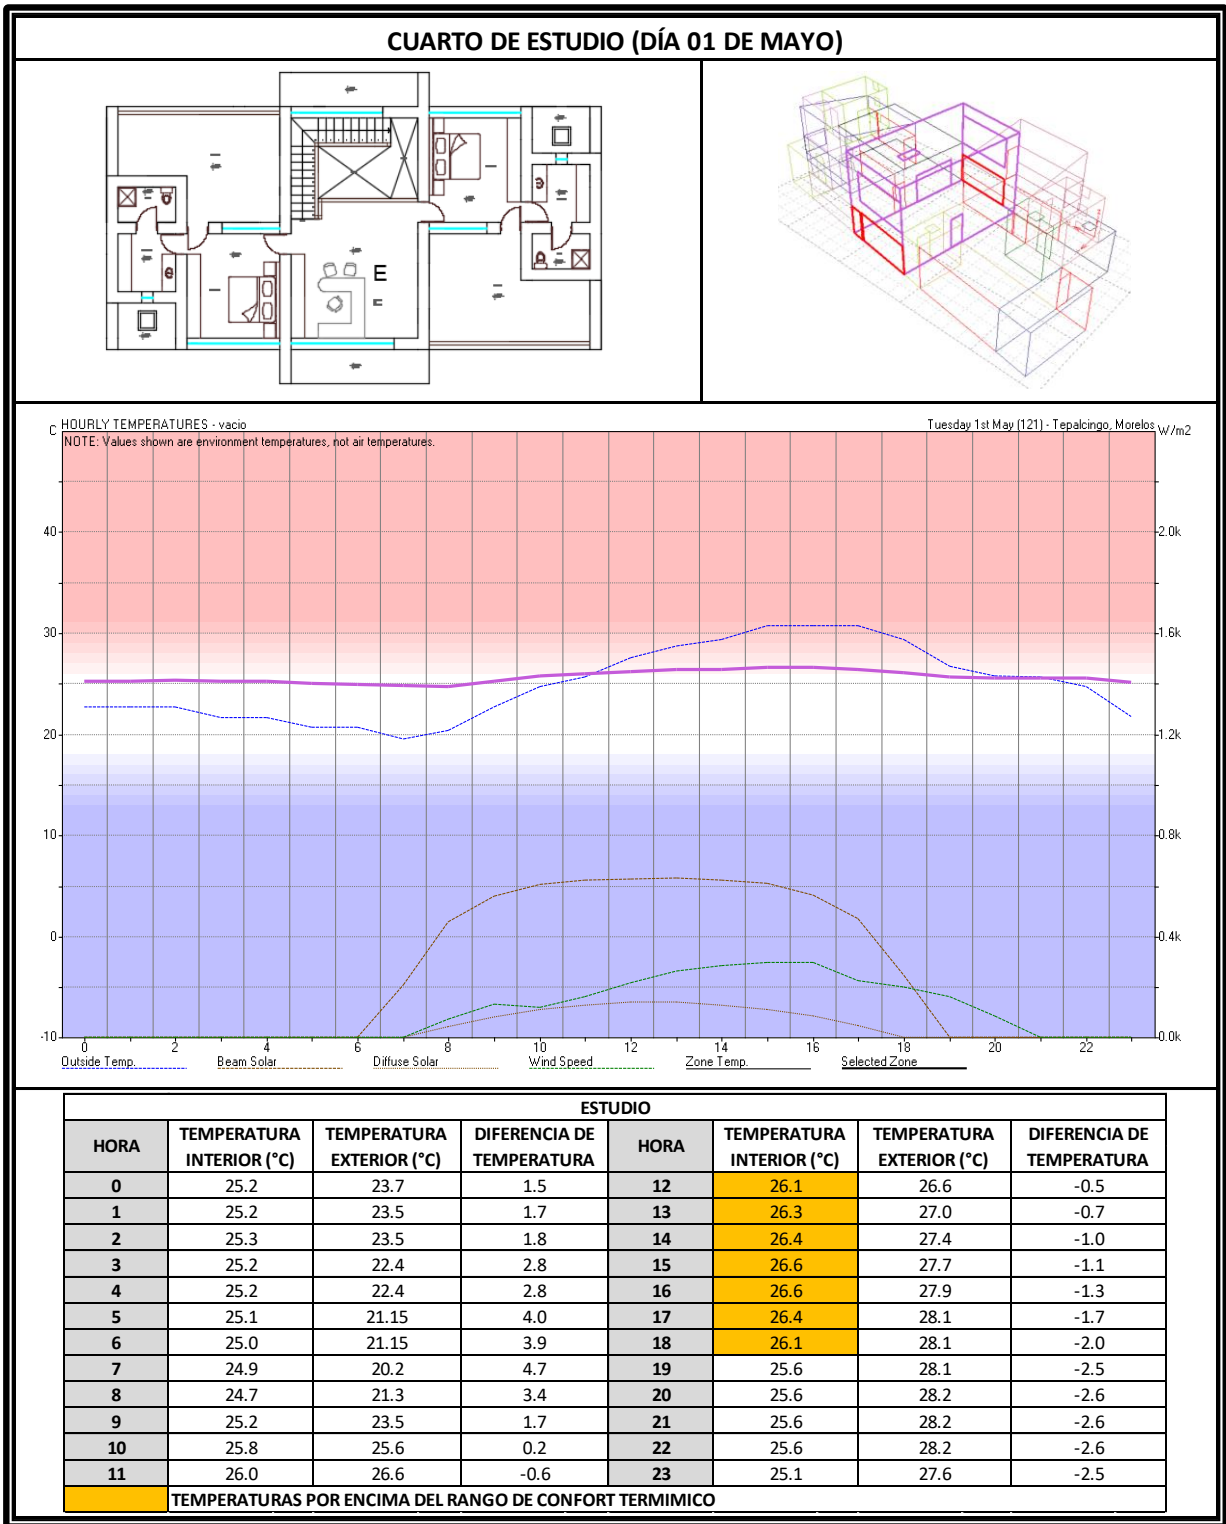 CUARTO DE ESTUDIO (DÍA 01 DE MAYO)
E
C HOURLY TEMPERATURES - vacio Tuesday 1st May (121) - Tepalcingo, Morelos W/m2
NOTE: Values shown are environment temperatures, not air temperatures.
40 2.0k
30 1.6k
20 1.2k
10 0.8k
0 0.4k
-10 0.0k
0 2 4 6 8 10 12 14 16 18 20 22
Outside Temp. Beam Solar Diffuse Solar Wind Speed Zone Temp. Selected Zone
ESTUDIO
HORA TEMPERATURA INTERIOR (°C) TEMPERATURA EXTERIOR (°C) DIFERENCIA DE TEMPERATURA HORA TEMPERATURA INTERIOR (°C) TEMPERATURA EXTERIOR (°C) DIFERENCIA DE TEMPERATURA
0 25.2 23.7 1.5 12 26.1 26.6 -0.5
1 25.2 23.5 1.7 13 26.3 27.0 -0.7
2 25.3 23.5 1.8 14 26.4 27.4 -1.0
3 25.2 22.4 2.8 15 26.6 27.7 -1.1
4 25.2 22.4 2.8 16 26.6 27.9 -1.3
5 25.1 21.15 4.0 17 26.4 28.1 -1.7
6 25.0 21.15 3.9 18 26.1 28.1 -2.0
7 24.9 20.2 4.7 19 25.6 28.1 -2.5
8 24.7 21.3 3.4 20 25.6 28.2 -2.6
9 25.2 23.5 1.7 21 25.6 28.2 -2.6
10 25.8 25.6 0.2 22 25.6 28.2 -2.6
11 26.0 26.6 -0.6 23 25.1 27.6 -2.5
TEMPERATURAS POR ENCIMA DEL RANGO DE CONFORT TERMIMICO